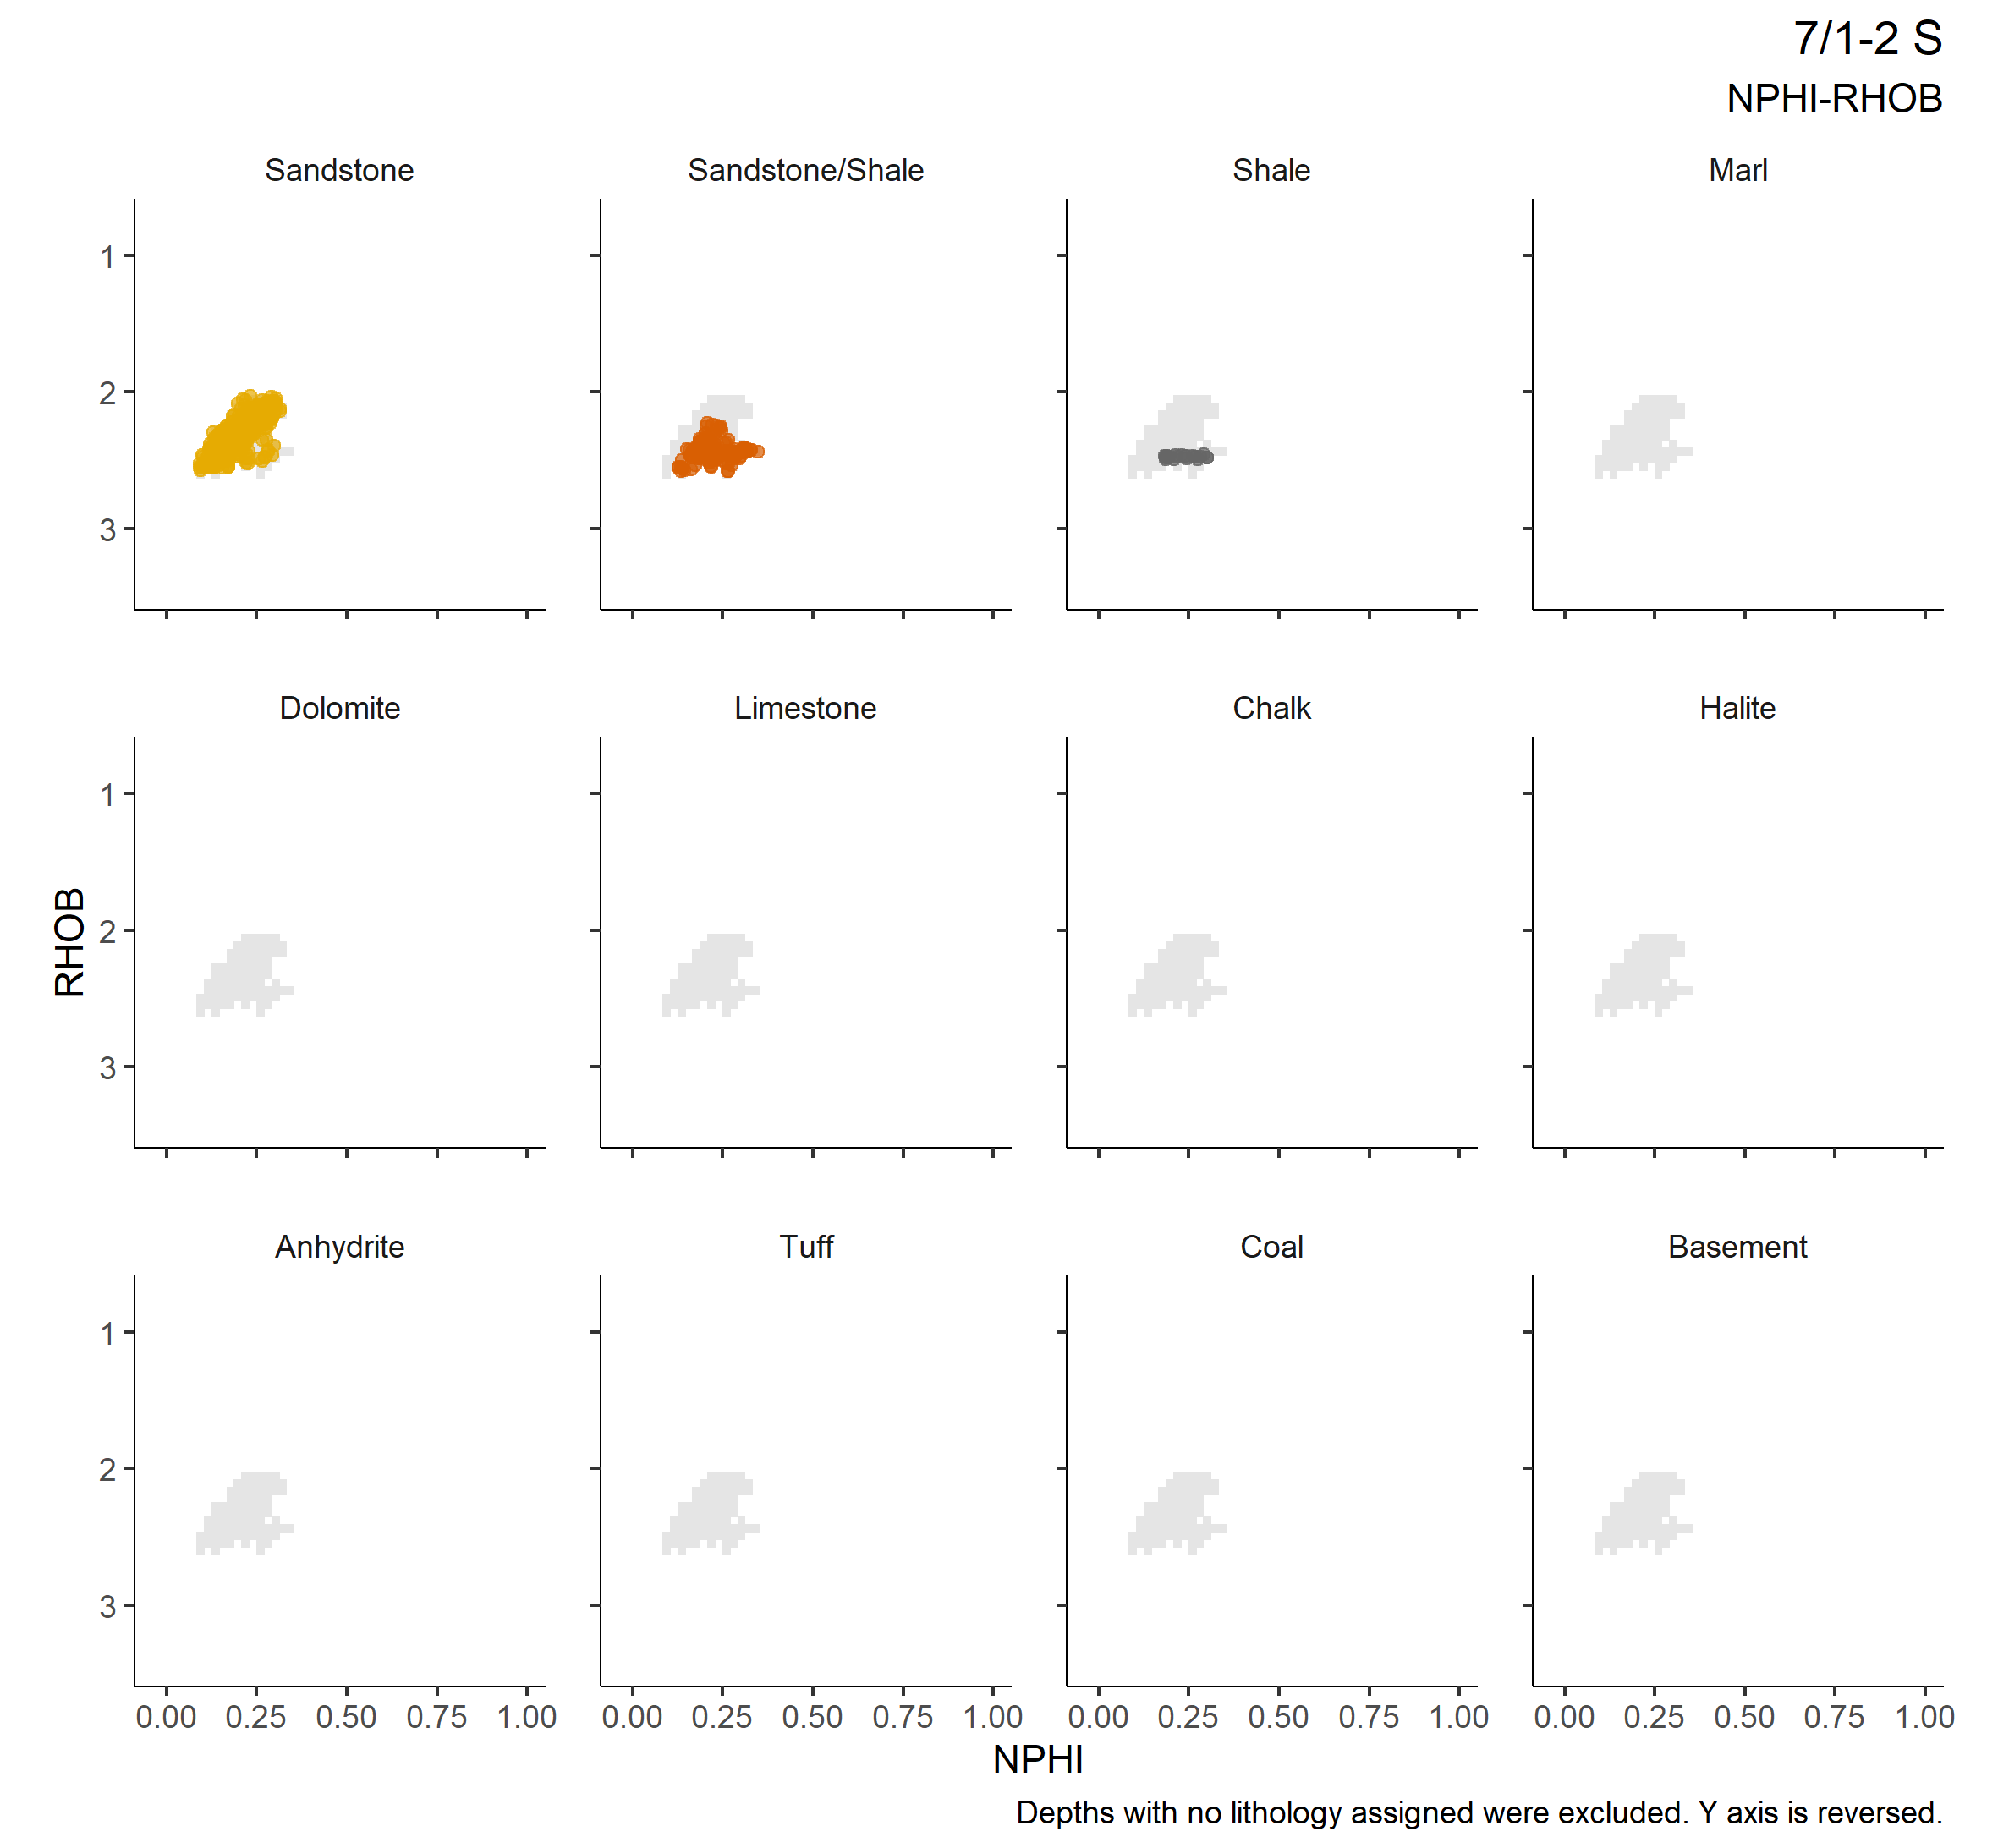 7/1-2 S
NPHI-RHOB
Sandstone
Sandstone/Shale
Shale
Marl
1
2
3
Dolomite
Limestone
Chalk
Halite
RHOB
1
2
3
Anhydrite
Tuff
Coal
Basement
1
2
3
0.00 0.25 0.50 0.75 1.00
0.00 0.25 0.50 0.75 1.00
0.00 0.25 0.50 0.75 1.00
0.00 0.25 0.50 0.75 1.00
NPHI
Depths with no lithology assigned were excluded. Y axis is reversed.